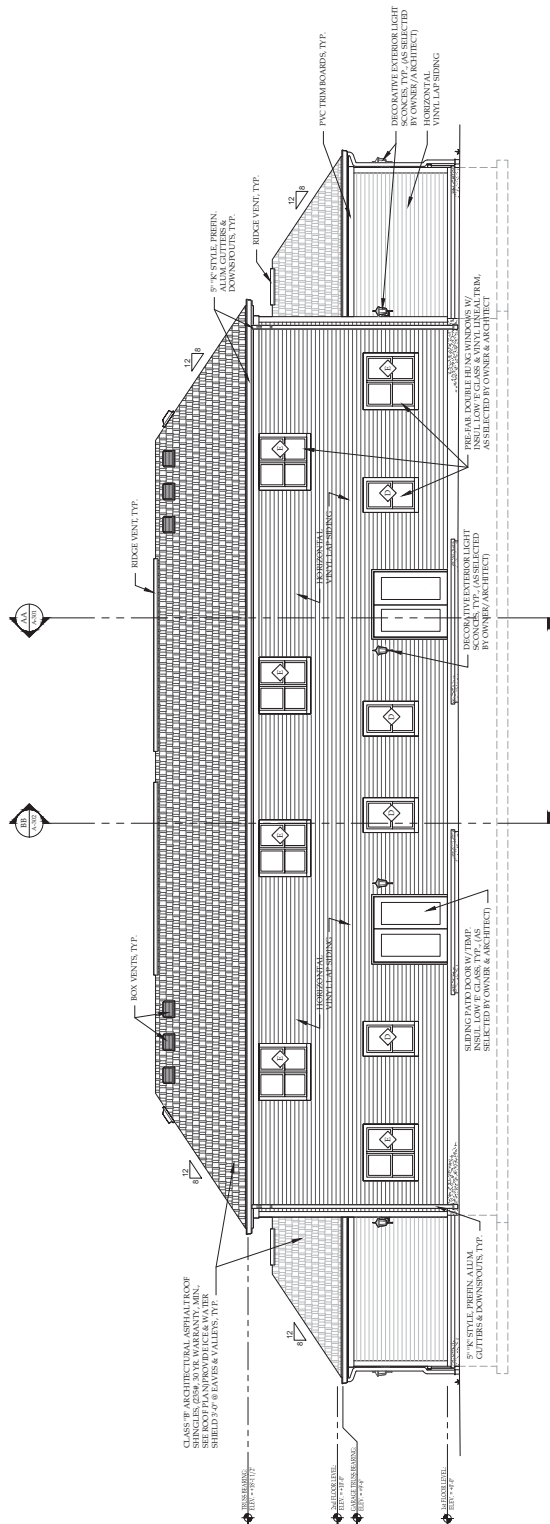 CLASS "B" ARCHITECTURAL ASPHALT ROOF
SHINGLES, (235#, 30 YR. WARRANTY, MIN.,
SEE ROOF PLAN) PROVIDE ICE & WATER
SHIELD 3'-0" @ EAVES & VALLEYS, TYP.
BOX VENTS, TYP.
BB
A-302
AA
A-301
RIDGE VENT, TYP.
5" "K" STYLE, PREFIN.
ALUM. GUTTERS &
DOWNSPOUTS, TYP.
RIDGE VENT, TYP.
PVC TRIM BOARDS, TYP.
DECORATIVE EXTERIOR LIGHT
SCONCES, TYP., (AS SELECTED
BY OWNER/ARCHITECT)
HORIZONTAL
VINYL LAP SIDING
12
8
12
8
12
8
12
8
TRUSS BEARING:
2nd FLOOR LEVEL:
GARAGE TRUSS BEARING:
1st FLOOR LEVEL:
HORIZONTAL
VINYL LAP SIDING
HORIZONTAL
VINYL LAP SIDING
E
E
E
E
E
D
D
D
D
E
5" "K" STYLE, PREFIN. ALUM.
GUTTERS & DOWNSPOUTS, TYP.
SLIDING PATIO DOOR W/ TEMP.
INSUL. LOW 'E' GLASS, TYP., (AS
SELECTED BY OWNER & ARCHITECT)
DECORATIVE EXTERIOR LIGHT
SCONCES, TYP., (AS SELECTED
BY OWNER/ARCHITECT)
PRE-FAB. DOUBLE HUNG WINDOWS W/
INSUL. LOW 'E' GLASS & VINYL LINEAL TRIM,
AS SELECTED BY OWNER & ARCHITECT